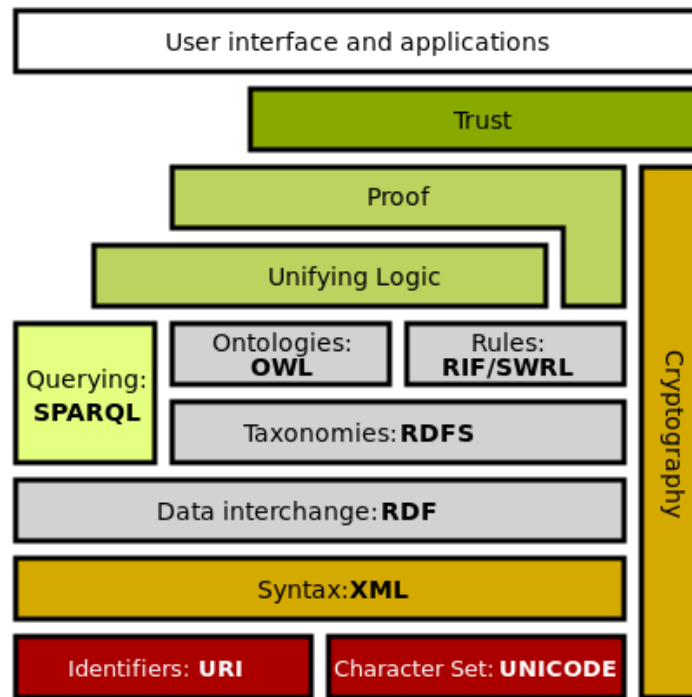 User interface and applications
Trust
Proof
Unifying Logic
Ontologies:
OWL
Rules:
RIF/SWRL
Querying:
SPARQL
Taxonomies: RDFS
Cryptography
Data interchange: RDF
Syntax: XML
Identifiers: URI
Character Set: UNICODE